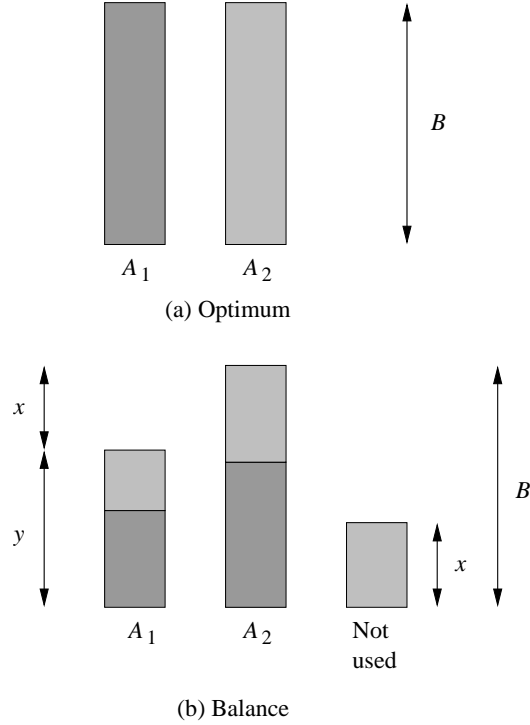 B
A1 A2
(a) Optimum
x
y
B
x
A1 A2 Not
used
(b) Balance